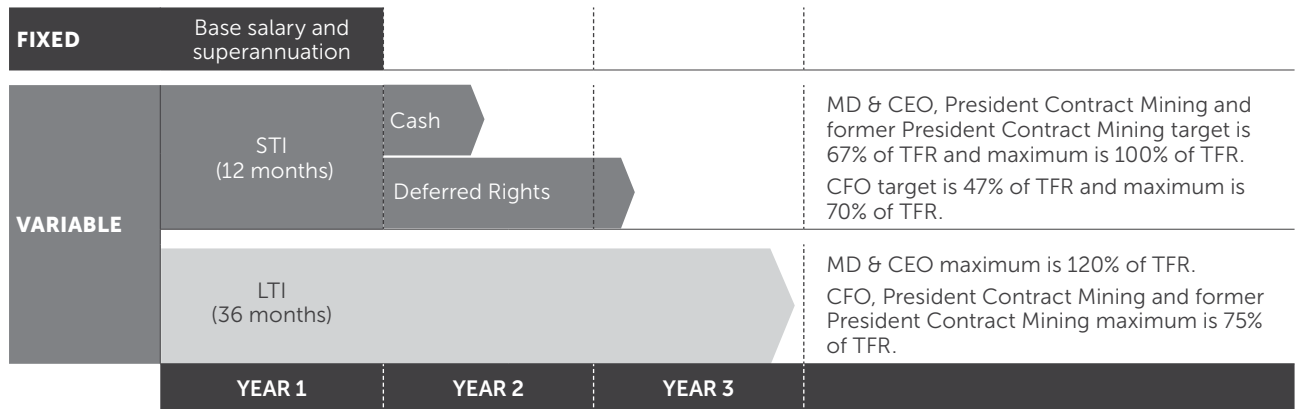 FIXED
Base salary and
superannuation
VARIABLE
STI
(12 months)
Cash
Deferred Rights
MD & CEO, President Contract Mining and
former President Contract Mining target is
67% of TFR and maximum is 100% of TFR.
CFO target is 47% of TFR and maximum is
70% of TFR.
LTI
(36 months)
MD & CEO maximum is 120% of TFR.
CFO, President Contract Mining and former
President Contract Mining maximum is 75%
of TFR.
YEAR 1
YEAR 2
YEAR 3